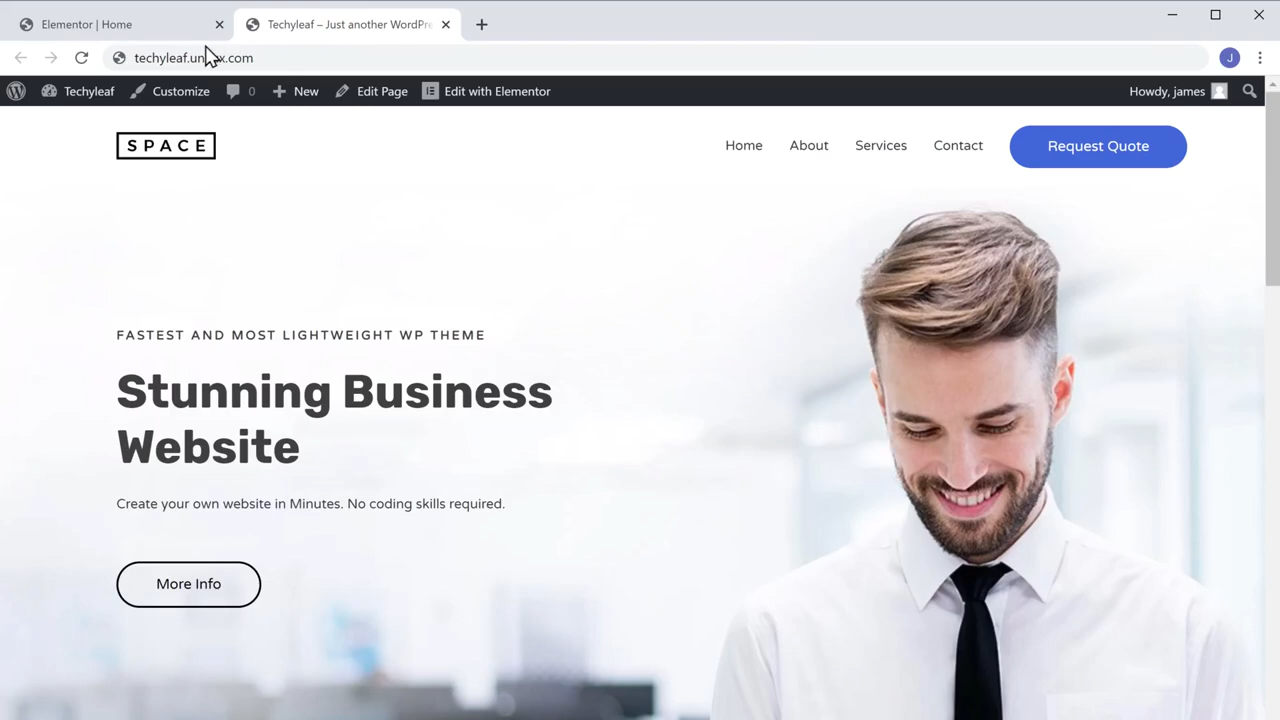 Elementor | Home
Techyleaf – Just another WordPre
techyleaf.un
x.com
Techyleaf
Customize
0
New
Edit Page
Edit with Elementor
Howdy, james
J
SPACE
Home
About
Services
Contact
Request Quote
FASTEST AND MOST LIGHTWEIGHT WP THEME
Stunning Business
Website
Create your own website in Minutes. No coding skills required.
More Info